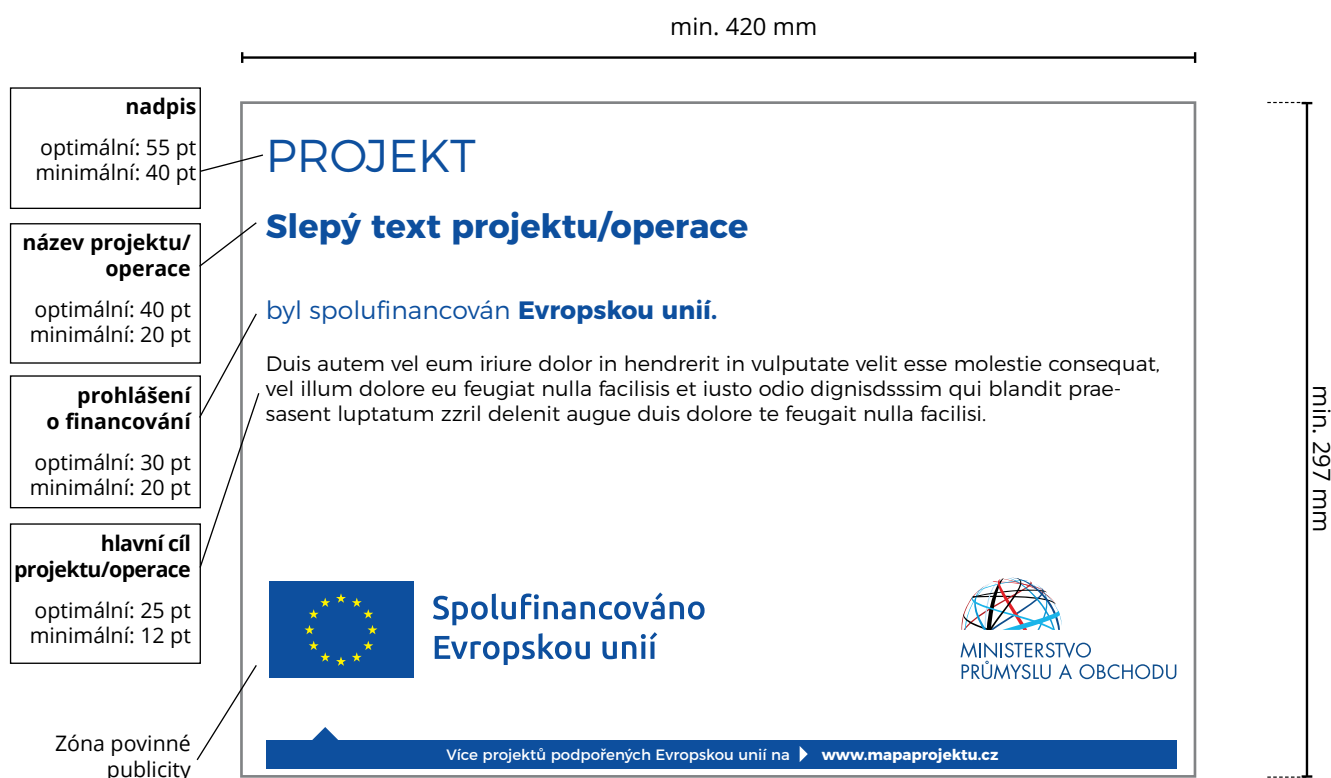 min. 420 mm
nadpis
optimální: 55 pt
minimální: 40 pt
název projektu/
operace
optimální: 40 pt
minimální: 20 pt
prohlášení
o financování
optimální: 30 pt
minimální: 20 pt
hlavní cíl
projektu/operace
optimální: 25 pt
minimální: 12 pt
Zóna povinné
publicity
PROJEKT
Slepý text projektu/operace
byl spolufinancován Evropskou unií.
Duis autem vel eum iriure dolor in hendrerit in vulputate velit esse molestie consequat,
vel illum dolore eu feugiat nulla facilisis et iusto odio dignisdsssim qui blandit prae-
sasent luptatum zzril delenit augue duis dolore te feugait nulla facilisi.
Spolufinancováno
Evropskou unií
MINISTERSTVO
PRŮMYSLU A OBCHODU
Více projektů podpořených Evropskou unií na www.mapaprojektu.cz
min. 297 mm